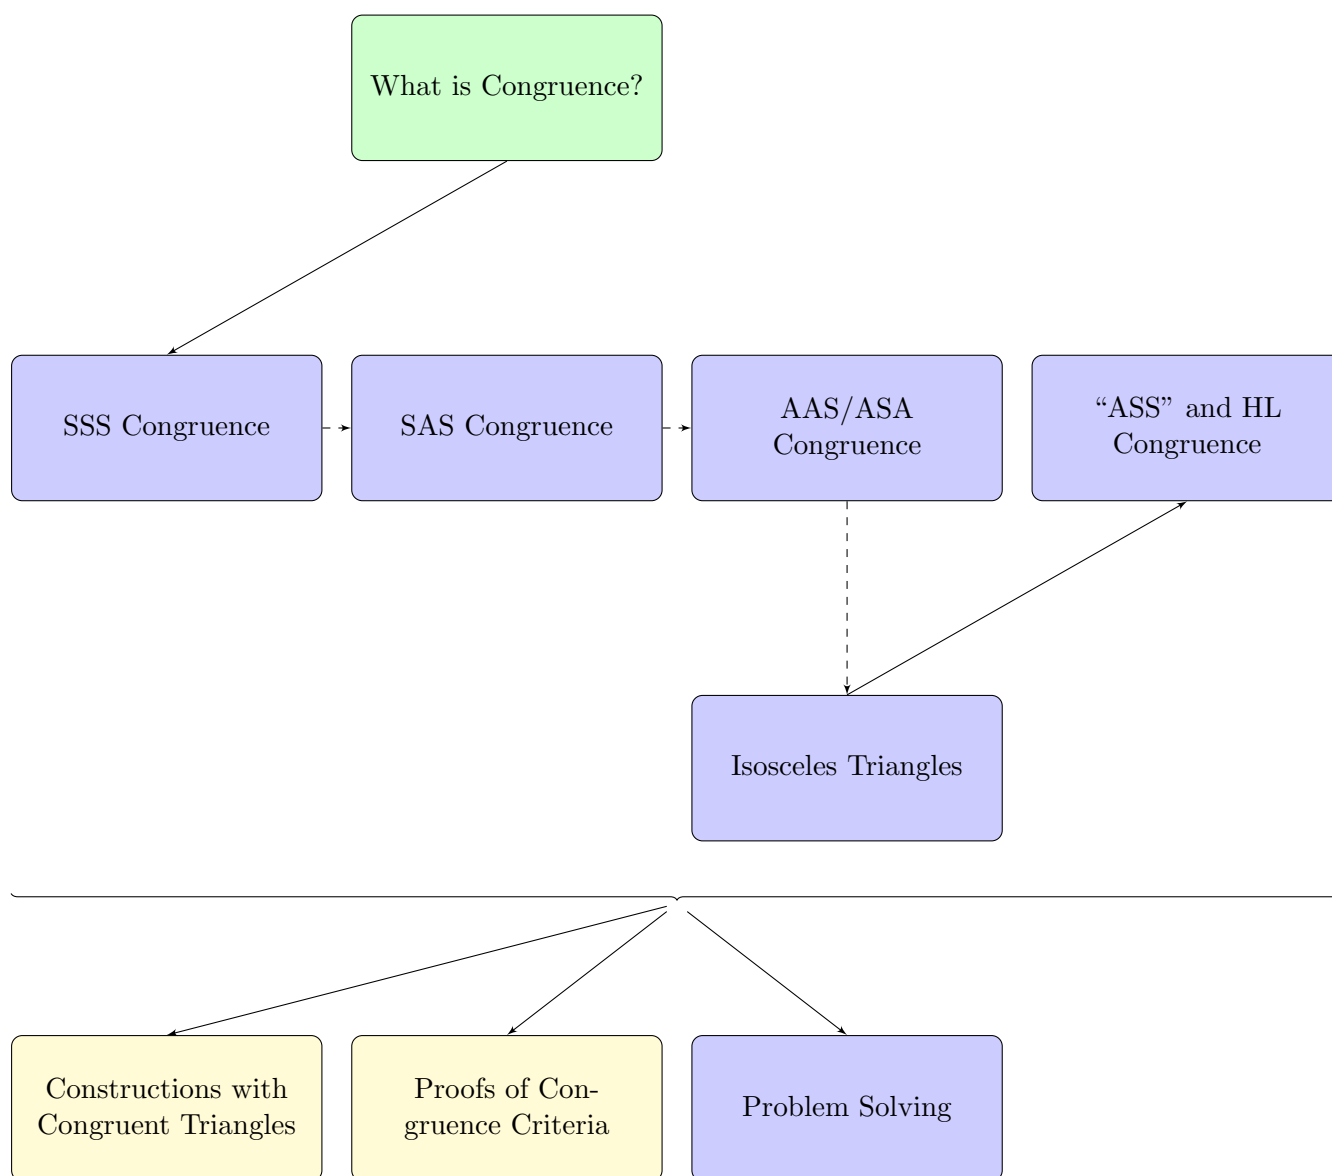 What is Congruence?
SSS Congruence
SAS Congruence
AAS/ASA
Congruence
“ASS” and HL
Congruence
Isosceles Triangles
Constructions with
Congruent Triangles
Proofs of Con-
gruence Criteria
Problem Solving